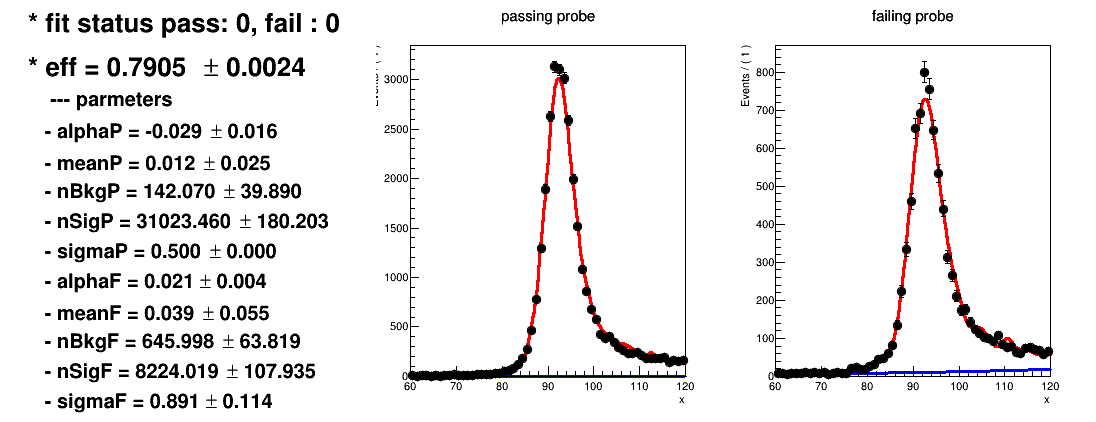 * fit status pass: 0, fail : 0
* eff = 0.7905 ± 0.0024
--- parmeters
- alphaP = -0.029 ± 0.016
- meanP = 0.012 ± 0.025
- nBkgP = 142.070 ± 39.890
- nSigP = 31023.460 ± 180.203
- sigmaP = 0.500 ± 0.000
- alphaF = 0.021 ± 0.004
- meanF = 0.039 ± 0.055
- nBkgF = 645.998 ± 63.819
- nSigF = 8224.019 ± 107.935
- sigmaF = 0.891 ± 0.114
passing probe
3000
2500
2000
1500
1000
500
0
60 70 80 90 100 110 120
x
failing probe
Events / ( 1 )
800
700
600
500
400
300
200
100
0
60 70 80 90 100 110 120
x